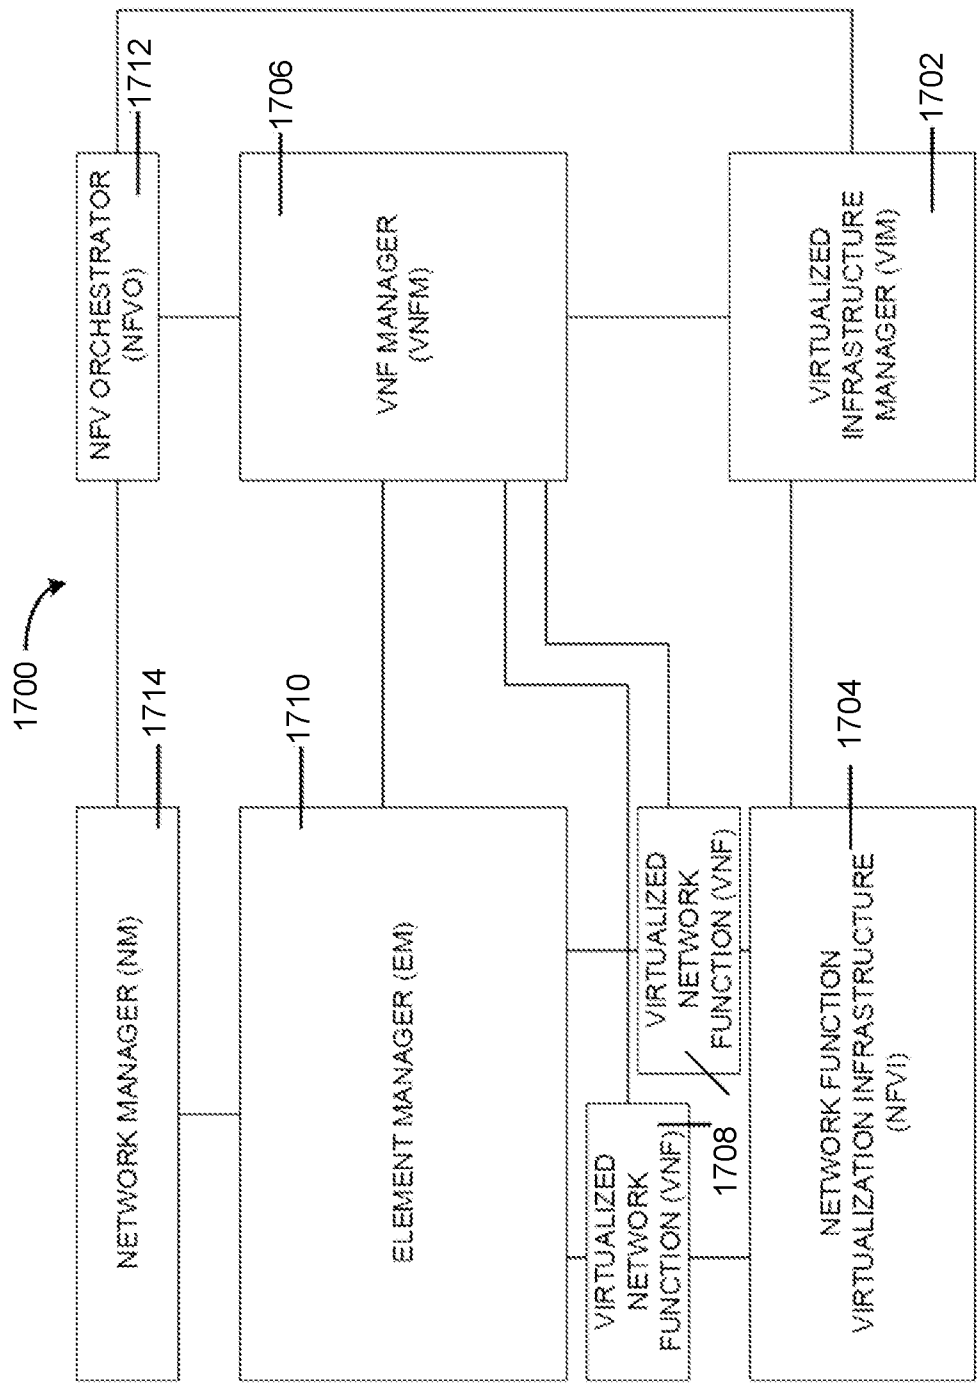 1700
NETWORK MANAGER (NM)
1714
NFV ORCHESTRATOR
(NFVO)
1712
ELEMENT MANAGER (EM)
1710
VNF MANAGER
(VNFM)
1706
VIRTUALIZED
NETWORK
FUNCTION (VNF)
VIRTUALIZED
NETWORK
FUNCTION (VNF)
1708
NETWORK FUNCTION
VIRTUALIZATION INFRASTRUCTURE
(NFVI)
1704
VIRTUALIZED
INFRASTRUCTURE
MANAGER (VIM)
1702